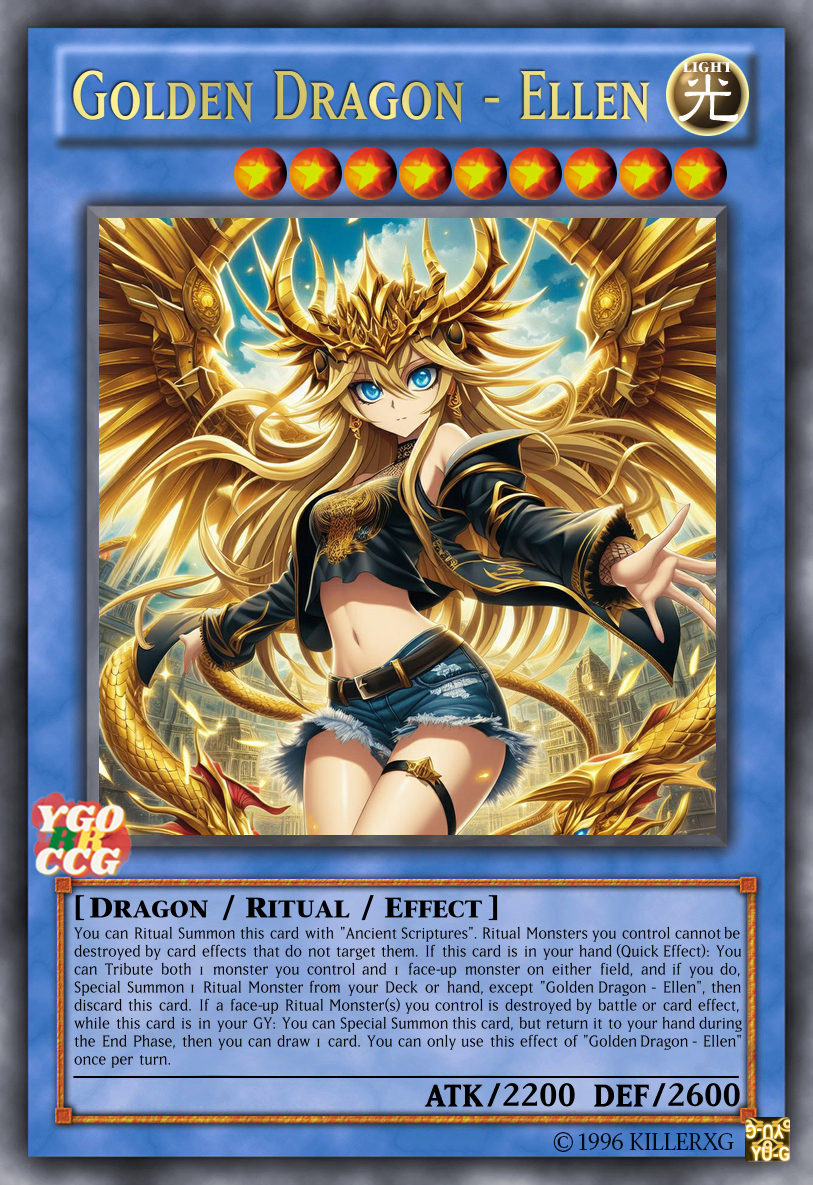 Golden Dragon - Ellen
LIGHT
光
YGO
BR
CCG
[ Dragon / Ritual / Effect ]
You can Ritual Summon this card with "Ancient Scriptures". Ritual Monsters you control cannot be
destroyed by card effects that do not target them. If this card is in your hand (Quick Effect): You
can Tribute both 1 monster you control and 1 face-up monster on either field, and if you do,
Special Summon 1 Ritual Monster from your Deck or hand, except "Golden Dragon - Ellen", then
discard this card. If a face-up Ritual Monster(s) you control is destroyed by battle or card effect,
while this card is in your GY: You can Special Summon this card, but return it to your hand during
the End Phase, then you can draw 1 card. You can only use this effect of "Golden Dragon - Ellen"
once per turn.
ATK/2200 DEF/2600
© 1996 KILLERXG